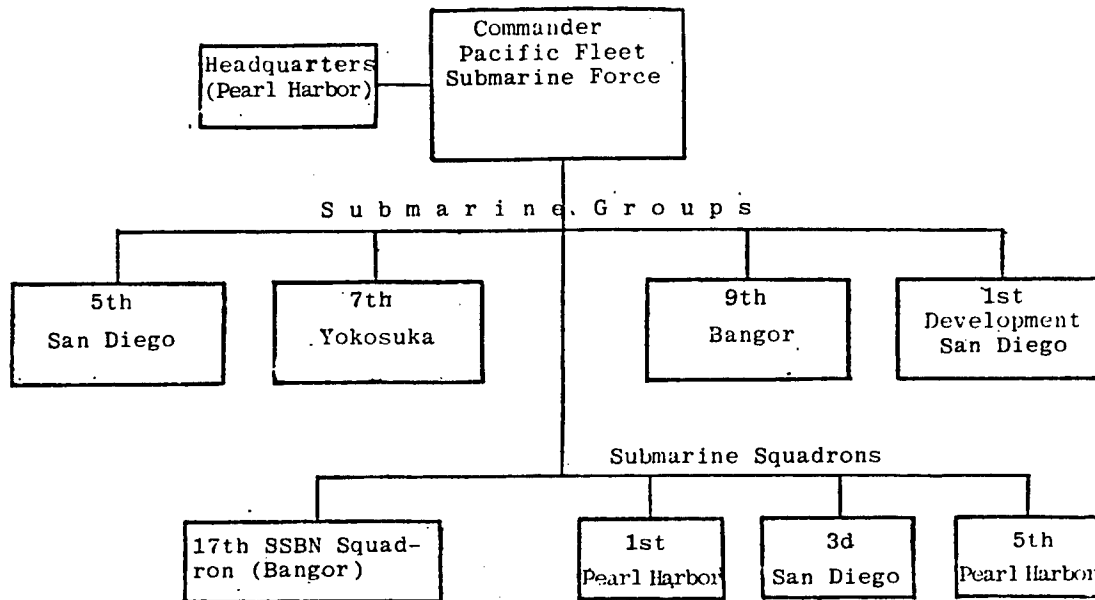 Commander
Pacific Fleet
Submarine Force
Headquarters
(Pearl Harbor)
Submarine Groups
5th
San Diego
7th
Yokosuka
9th
Bangor
1st
Development
San Diego
Submarine Squadrons
17th SSBN Squad-
ron (Bangor)
1st
Pearl Harbor
3d
San Diego
5th
Pearl Harbor